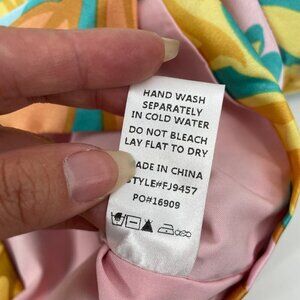 HAND WASH
SEPARATELY
IN COLD WATER
DO NOT BLEACH
LAY FLAT TO DRY
MADE IN CHINA
STYLE#FJ9457
PO#16909